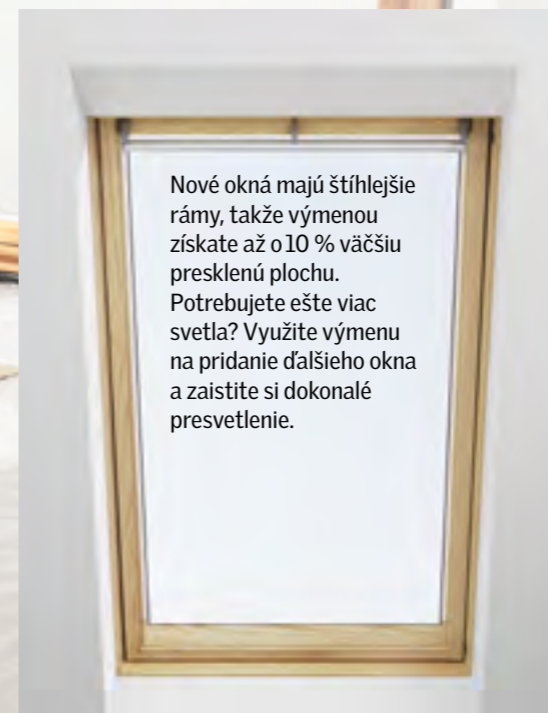 Nové okná majú štíhlejšie
rámy, takže výmenou
získate až o 10 % väčšiu
presklenú plochu.
Potrebujete ešte viac
svetla? Využite výmenu
na pridanie ďalšieho okna
a zaistite si dokonalé
presvetlenie.